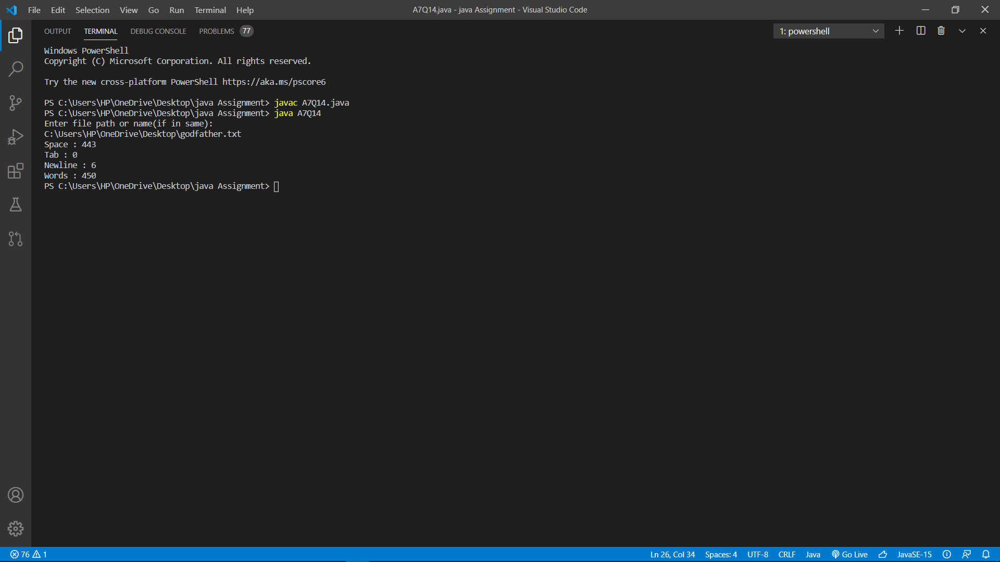 File Edit Selection View Go Run Terminal Help
A7Q14.java - java Assignment - Visual Studio Code
OUTPUT TERMINAL DEBUG CONSOLE PROBLEMS 77
1: powershell
Windows PowerShell
Copyright (C) Microsoft Corporation. All rights reserved.
Try the new cross-platform PowerShell https://aka.ms/pscore6
PS C:\Users\HP\OneDrive\Desktop\java Assignment> javac A7Q14.java
PS C:\Users\HP\OneDrive\Desktop\java Assignment> java A7Q14
Enter file path or name(if in same):
C:\Users\HP\OneDrive\Desktop\godfather.txt
Space : 443
Tab : 0
Newline : 6
Words : 450
PS C:\Users\HP\OneDrive\Desktop\java Assignment>
76 1
Ln 26, Col 34 Spaces: 4 UTF-8 CRLF Java Go Live JavaSE-15